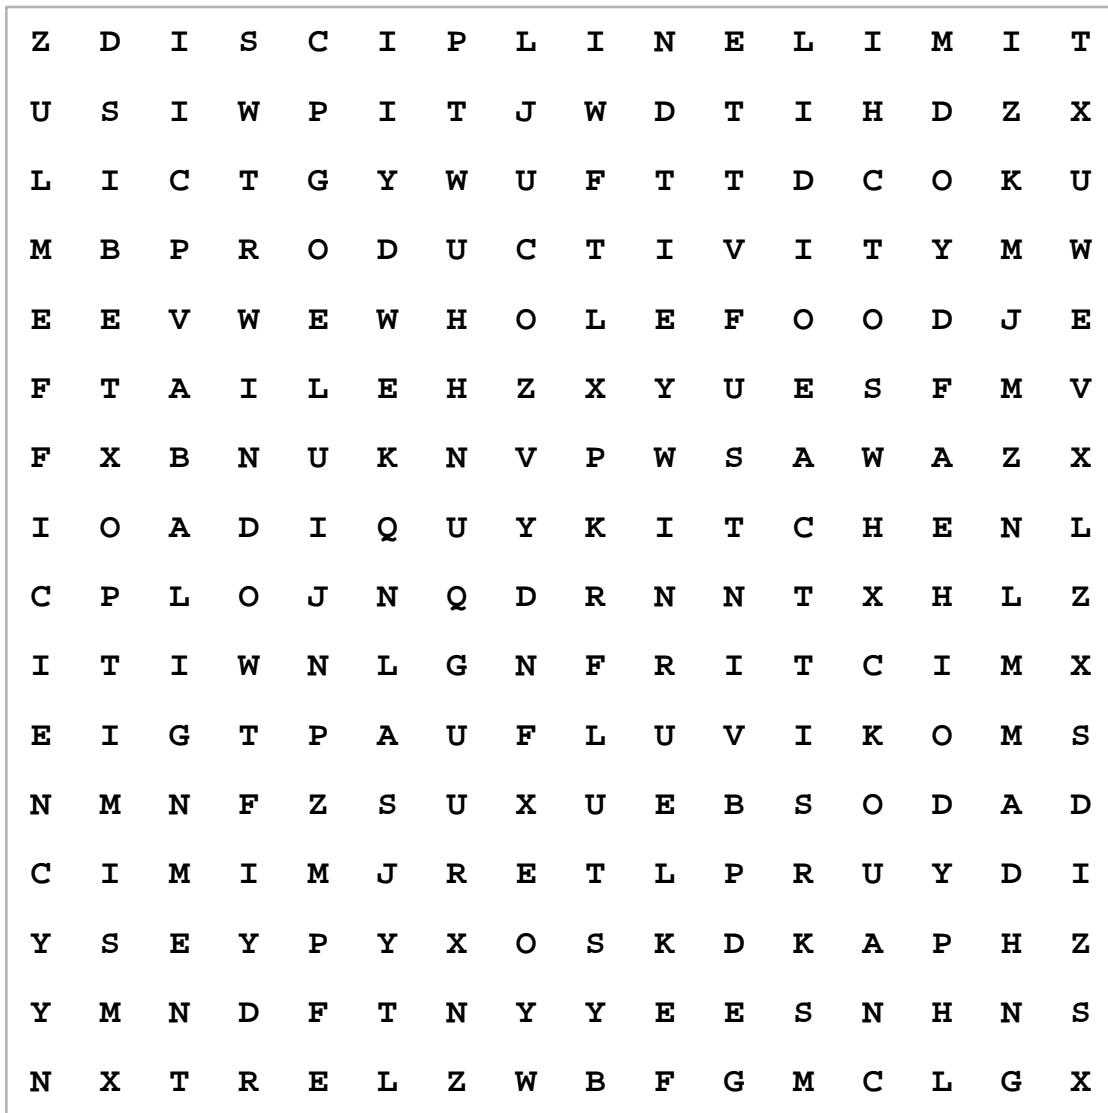 Z D I S C I P L I N E L I M I T
U S I W P I T J W D T I H D Z X
L I C T G Y W U F T T D C O K U
M B P R O D U C T I V I T Y M W
E E V W E W H O L E F O O D J E
F T A I L E H Z X Y U E S F M V
F X B N U K N V P W S A W A Z X
I O A D I Q U Y K I T C H E N L
C P L O J N Q D R N N T X H L Z
I T I W N L G N F R I T C I M X
E I G T P A U F L U V I K O M S
N M N F Z S U X U E B S O D A D
C I M I M J R E T L P R U Y D I
Y S E Y P Y X O S K D K A P H Z
Y M N D F T N Y Y E E S N H N S
N X T R E L Z W B F G M C L G X